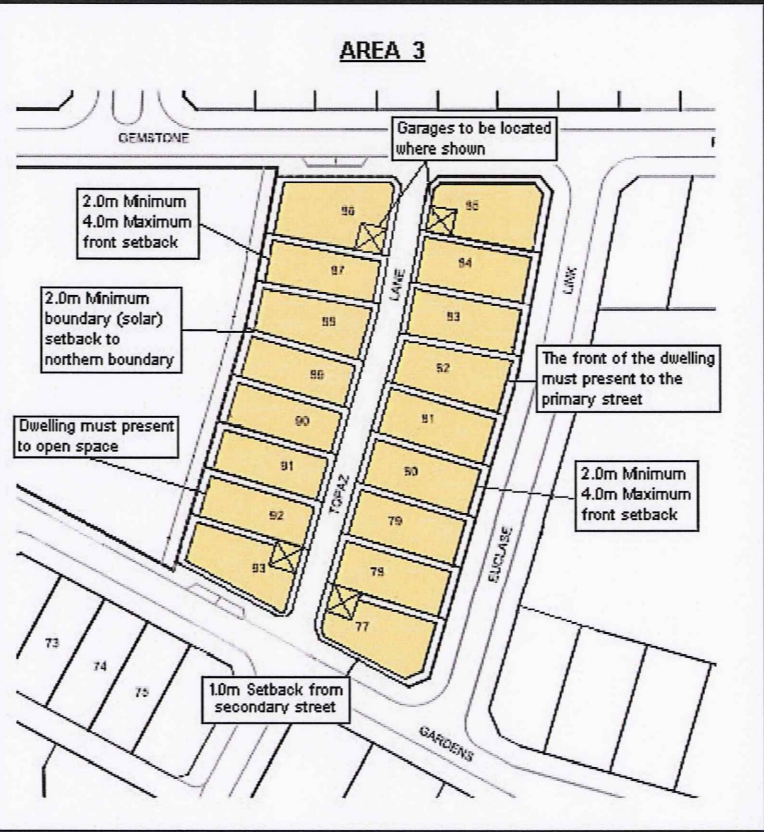 AREA 3
Garages to be located
where shown
GEMSTONE
2.0m Minimum
4.0m Maximum
front setback
2.0m Minimum
boundary (solar)
setback to
northern boundary
Dwelling must present
to open space
The front of the dwelling
must present to the
primary street
2.0m Minimum
4.0m Maximum
front setback
1.0m Setback from
secondary street
LANE
TOPAZ
LINK
EUCLASE
GARDENS
90
91
92
93
79
78
77
73
74
75